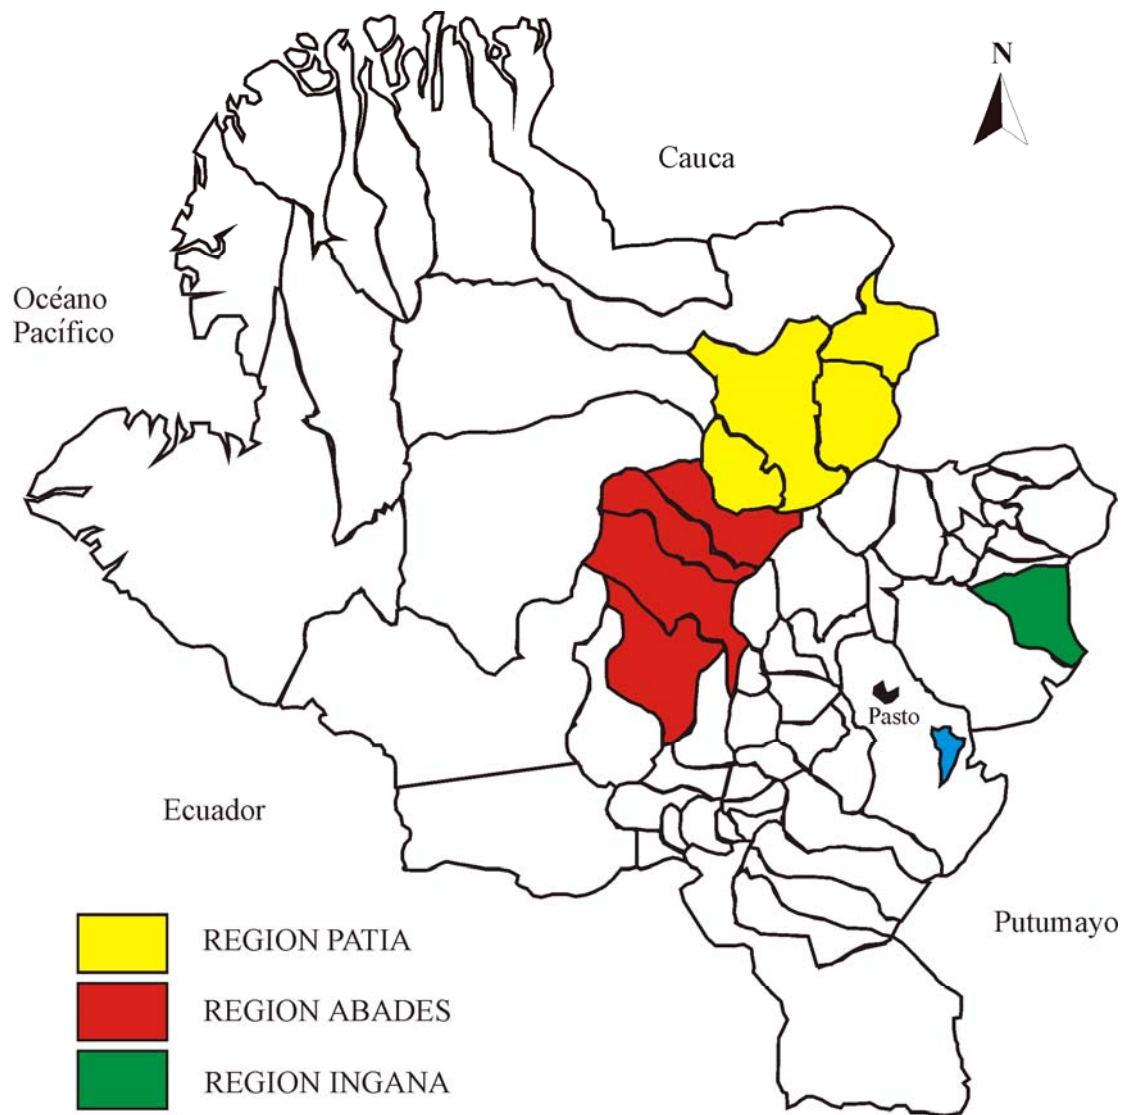 N
Cauca
Océano
Pacífico
Pasto
Ecuador
Putumayo
REGION PATIA
REGION ABADES
REGION INGANA